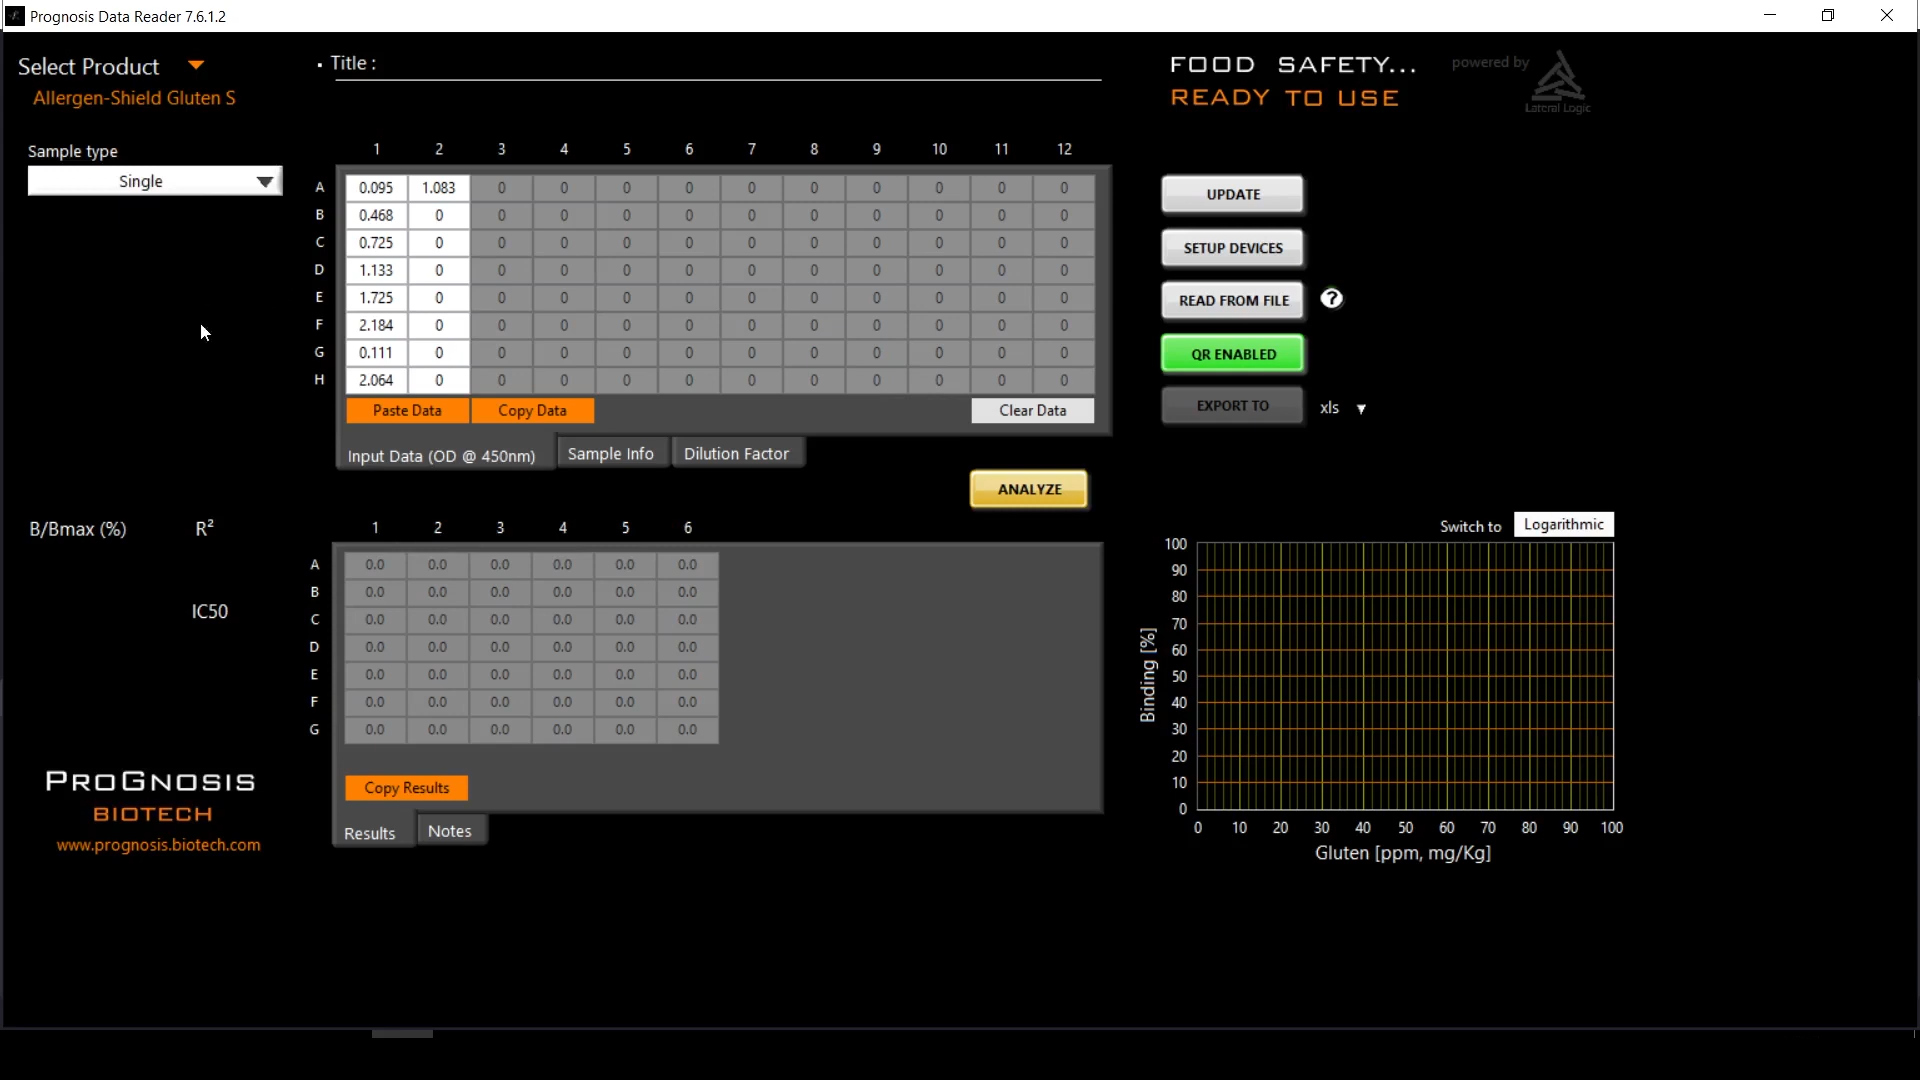 Prognosis Data Reader 7.6.1.2
Select Product
Allergen-Shield Gluten S
Title :
FOOD SAFETY...
READY TO USE
powered by
Lateral Logic
Sample type
Single
1 2 3 4 5 6 7 8 9 10 11 12
A 0.095 1.083 0 0 0 0 0 0 0 0 0 0
B 0.468 0 0 0 0 0 0 0 0 0 0 0
C 0.725 0 0 0 0 0 0 0 0 0 0 0
D 1.133 0 0 0 0 0 0 0 0 0 0 0
E 1.725 0 0 0 0 0 0 0 0 0 0 0
F 2.184 0 0 0 0 0 0 0 0 0 0 0
G 0.111 0 0 0 0 0 0 0 0 0 0 0
H 2.064 0 0 0 0 0 0 0 0 0 0 0
Paste Data Copy Data Clear Data
Input Data (OD @ 450nm) Sample Info Dilution Factor
UPDATE
SETUP DEVICES
READ FROM FILE ?
QR ENABLED
EXPORT TO xls
ANALYZE
B/Bmax (%) R²
IC50
1 2 3 4 5 6
A 0.0 0.0 0.0 0.0 0.0 0.0
B 0.0 0.0 0.0 0.0 0.0 0.0
C 0.0 0.0 0.0 0.0 0.0 0.0
D 0.0 0.0 0.0 0.0 0.0 0.0
E 0.0 0.0 0.0 0.0 0.0 0.0
F 0.0 0.0 0.0 0.0 0.0 0.0
G 0.0 0.0 0.0 0.0 0.0 0.0
Copy Results
Results Notes
Switch to Logarithmic
100
90
80
70
60
50
40
30
20
10
0
Binding [%]
0 10 20 30 40 50 60 70 80 90 100
Gluten [ppm, mg/Kg]
PROGNOSIS
BIOTECH
www.prognosis.biotech.com